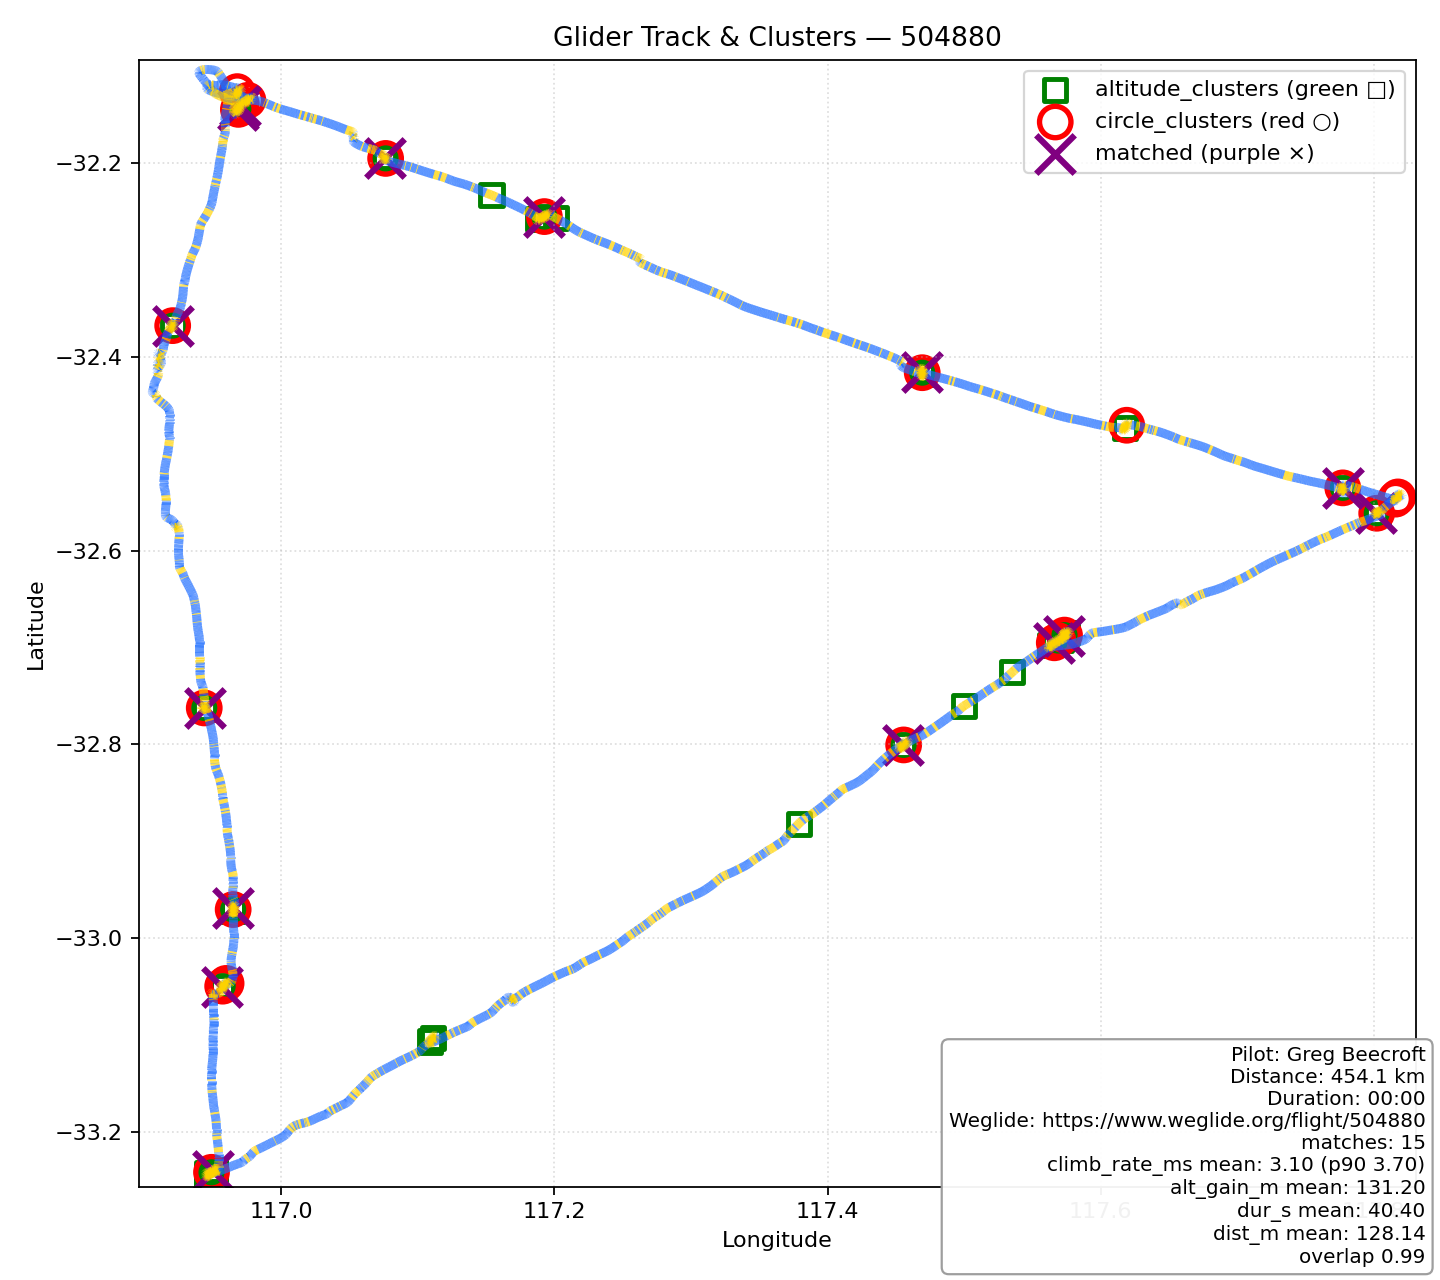 Glider Track & Clusters — 504880
altitude_clusters (green □)
circle_clusters (red ○)
matched (purple ×)
Latitude
−32.2
−32.4
−32.6
−32.8
−33.0
−33.2
117.0
117.2
117.4
117.6
Longitude
Pilot: Greg Beecroft
Distance: 454.1 km
Duration: 00:00
Weglide: https://www.weglide.org/flight/504880
matches: 15
climb_rate_ms mean: 3.10 (p90 3.70)
alt_gain_m mean: 131.20
dur_s mean: 40.40
dist_m mean: 128.14
overlap 0.99